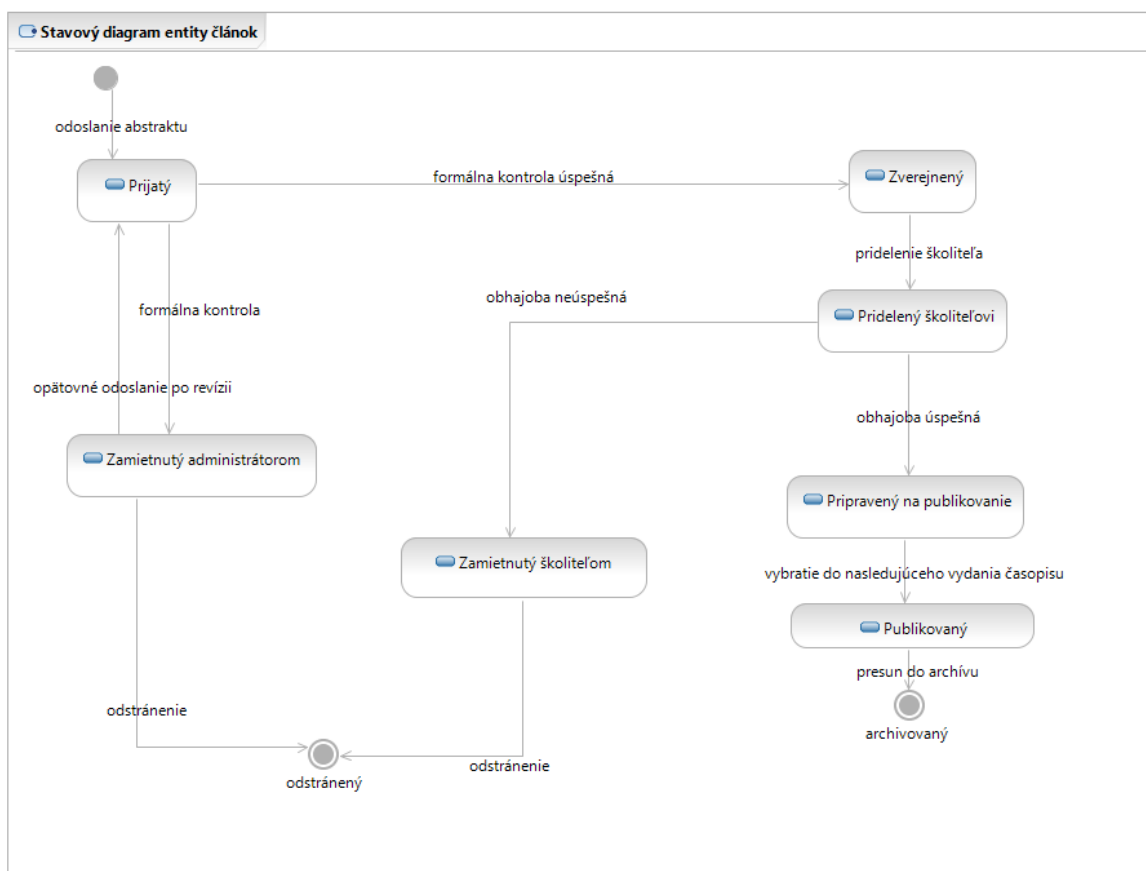 Stavový diagram entity článok
odoslanie abstraktu
Prijatý
formálna kontrola úspešná
Zverejnený
pridelenie školiteľa
obhajoba neúspešná
formálna kontrola
Pridelený školiteľovi
opätovné odoslanie po revízii
obhajoba úspešná
Zamietnutý administrátorom
Pripravený na publikovanie
Zamietnutý školiteľom
vybratie do nasledujúceho vydania časopisu
Publikovaný
presun do archívu
odstránenie
archivovaný
odstránenie
odstránený